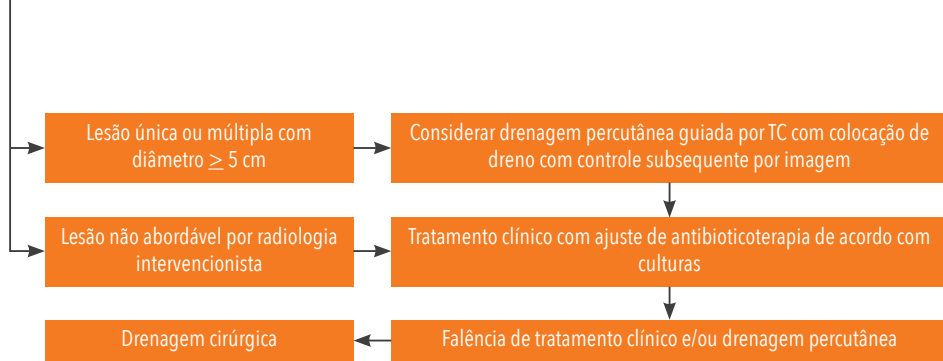 Lesão única ou múltipla com
diâmetro ≥ 5 cm
Considerar drenagem percutânea guiada por TC com colocação de
dreno com controle subsequente por imagem
Lesão não abordável por radiologia
intervencionista
Tratamento clínico com ajuste de antibioticoterapia de acordo com
culturas
Drenagem cirúrgica
Falência de tratamento clínico e/ou drenagem percutânea